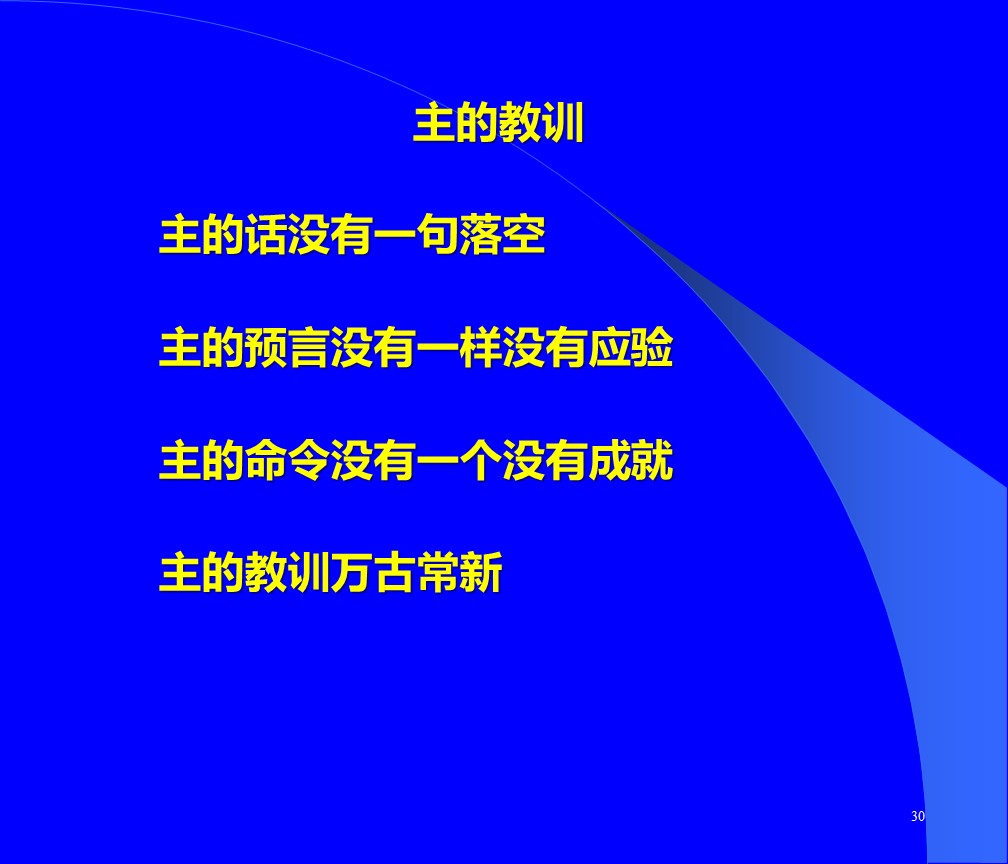 主的教训
主的话没有一句落空
主的预言没有一样没有应验
主的命令没有一个没有成就
主的教训万古常新
30